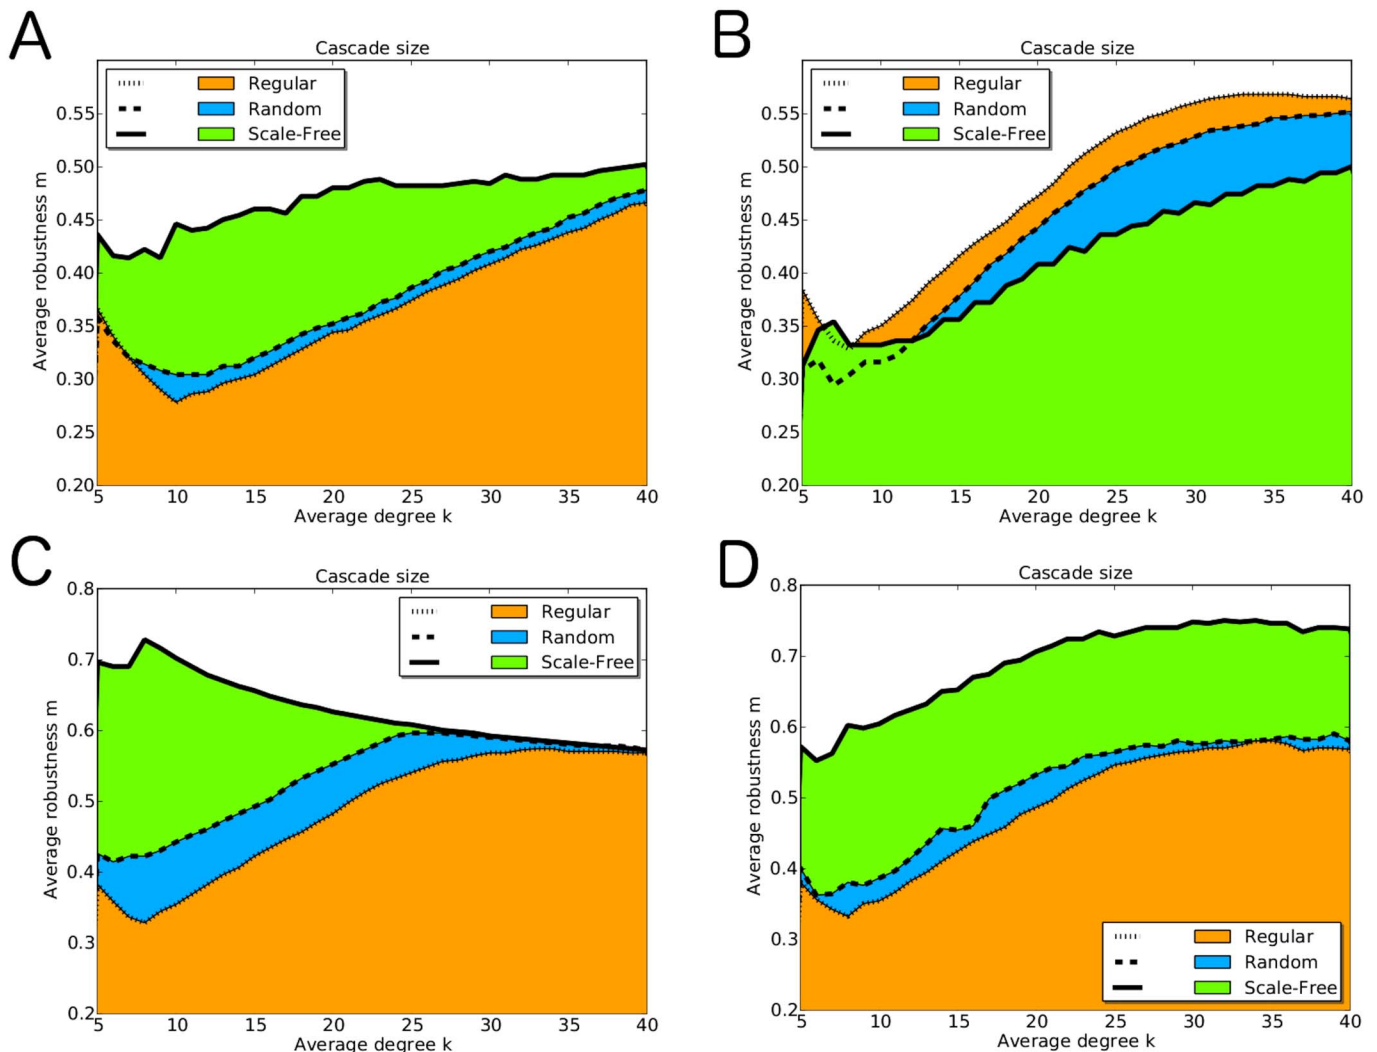 A
Cascade size
Regular
Random
Scale-Free
Average robustness m
0.55
0.50
0.45
0.40
0.35
0.30
0.25
0.20
5 10 15 20 25 30 35 40
Average degree k
B
Cascade size
Regular
Random
Scale-Free
Average robustness m
0.55
0.50
0.45
0.40
0.35
0.30
0.25
0.20
5 10 15 20 25 30 35 40
Average degree k
C
Cascade size
Regular
Random
Scale-Free
Average robustness m
0.8
0.7
0.6
0.5
0.4
0.3
0.2
5 10 15 20 25 30 35 40
Average degree k
D
Cascade size
Average robustness m
0.8
0.7
0.6
0.5
0.4
0.3
0.2
Regular
Random
Scale-Free
5 10 15 20 25 30 35 40
Average degree k